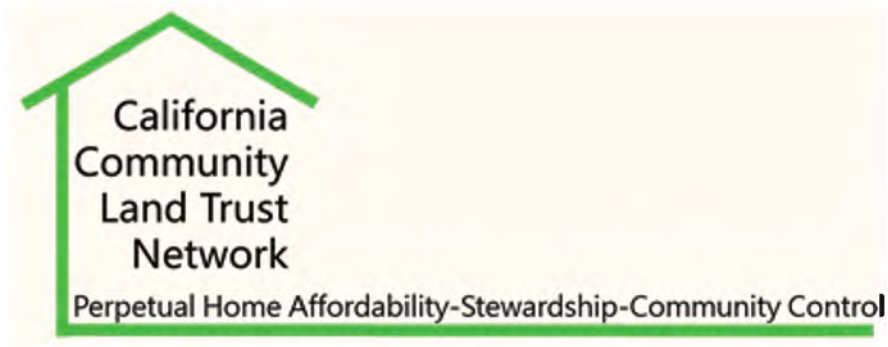 California
Community
Land Trust
Network
Perpetual Home Affordability-Stewardship-Community Control